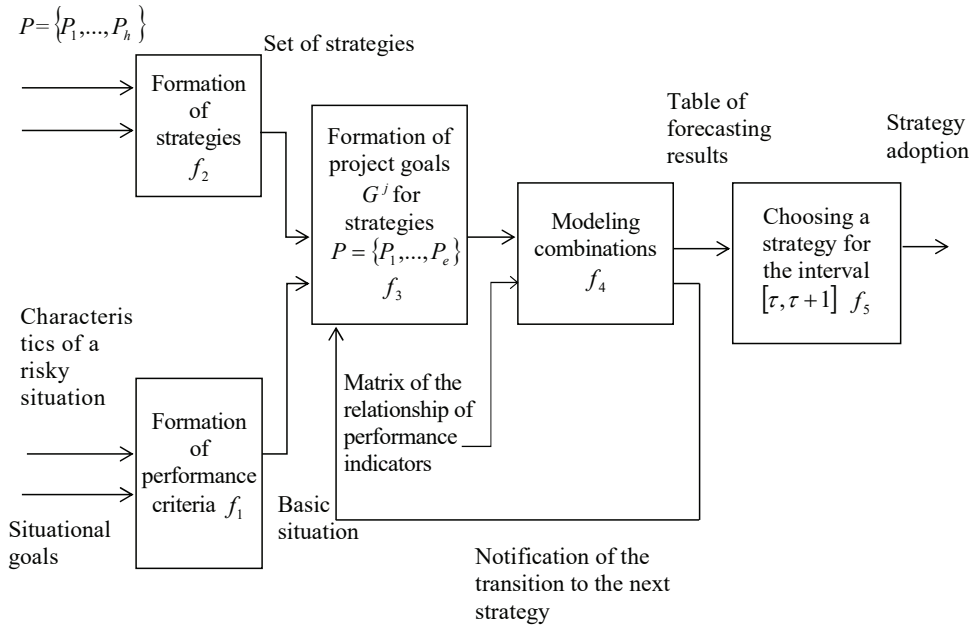 P = {P₁,..., Pₕ}
Set of strategies
Formation
of
strategies
f₂
Formation of
project goals
Gʲ for
strategies
P = {P₁,..., Pₑ}
f₃
Modeling
combinations
f₄
Table of
forecasting
results
Strategy
adoption
Choosing a
strategy for
the interval
[τ, τ + 1] f₅
Characteris
tics of a
risky
situation
Formation
of
performance
criteria f₁
Situational
goals
Matrix of the
relationship of
performance
indicators
Basic
situation
Notification of the
transition to the next
strategy